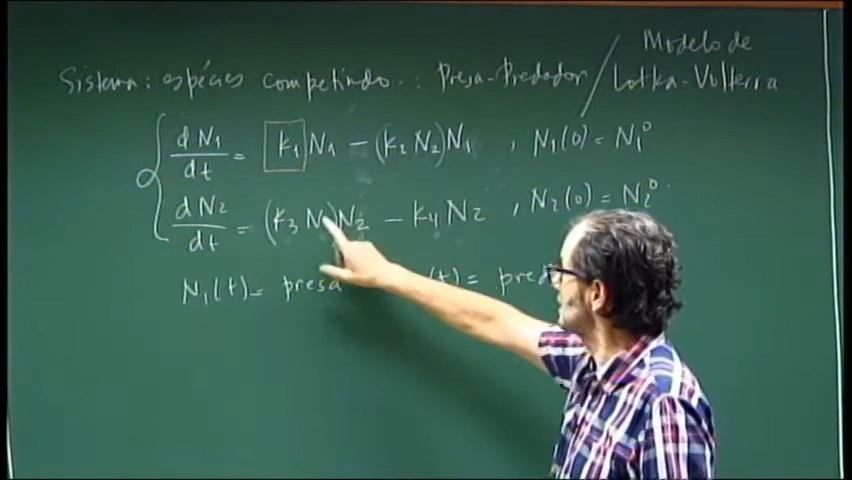 Sistema: espécies competindo: Presa-Predador / Modelo de Lotka-Volterra
dN₁/dt = k₁N₁ - (k₂N₂)N₁ , N₁(0) = N₁⁰
dN₂/dt = (k₃N₁)N₂ - k₄N₂ , N₂(0) = N₂⁰
N₁(t) = presa (t) =